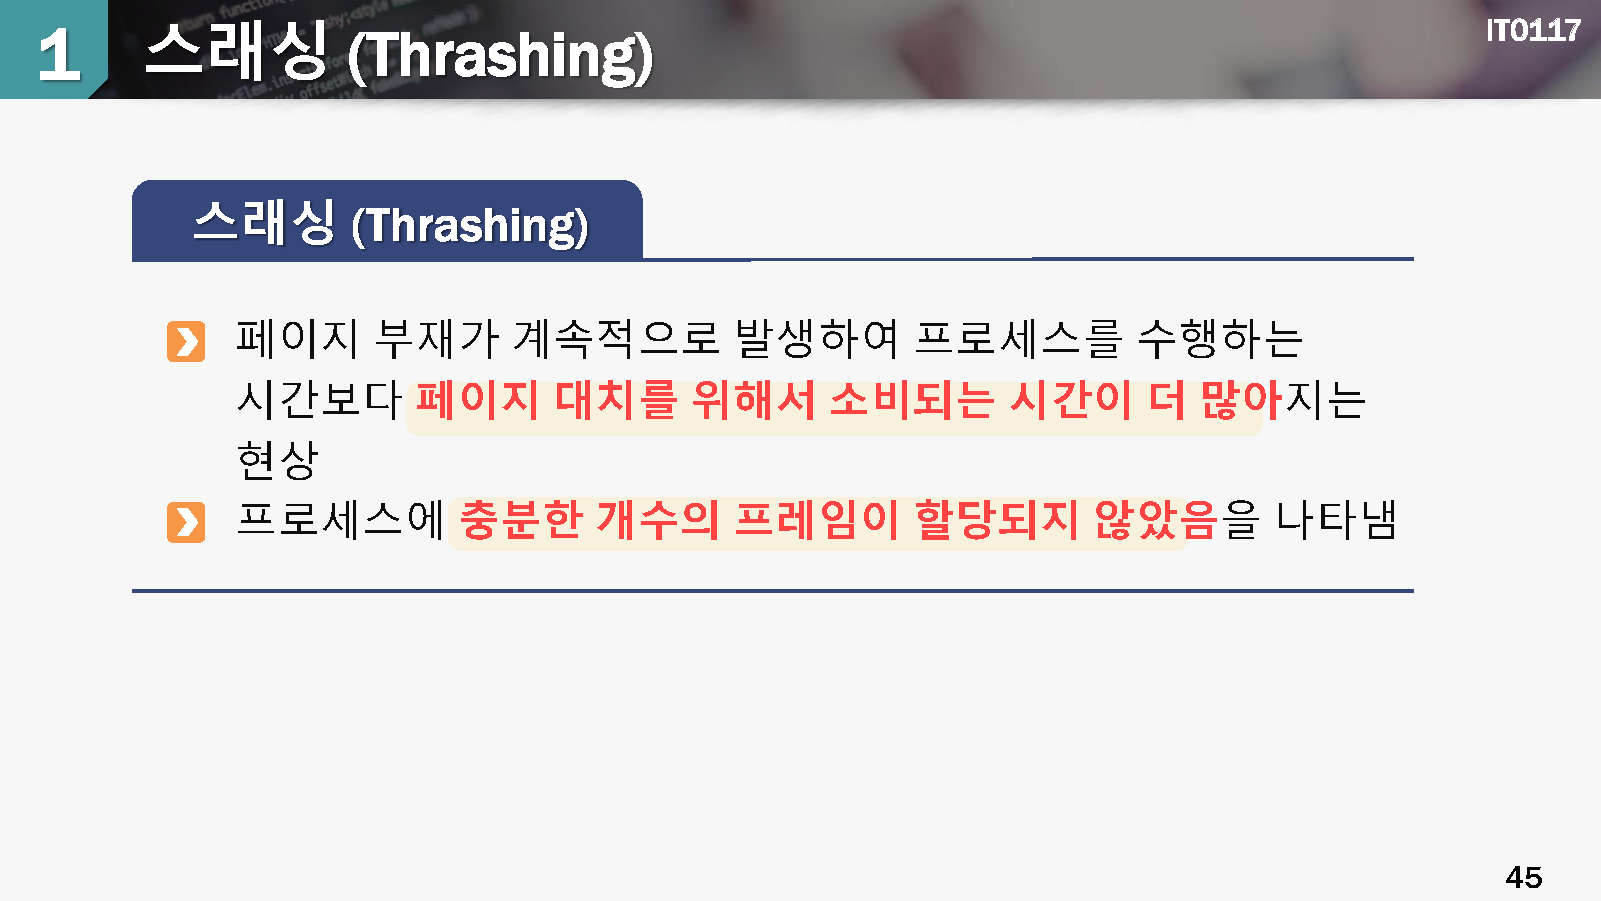 1
스래싱 (Thrashing)
IT0117
스래싱 (Thrashing)
페이지 부재가 계속적으로 발생하여 프로세스를 수행하는
시간보다 페이지 대치를 위해서 소비되는 시간이 더 많아지는
현상
프로세스에 충분한 개수의 프레임이 할당되지 않았음을 나타냄
45